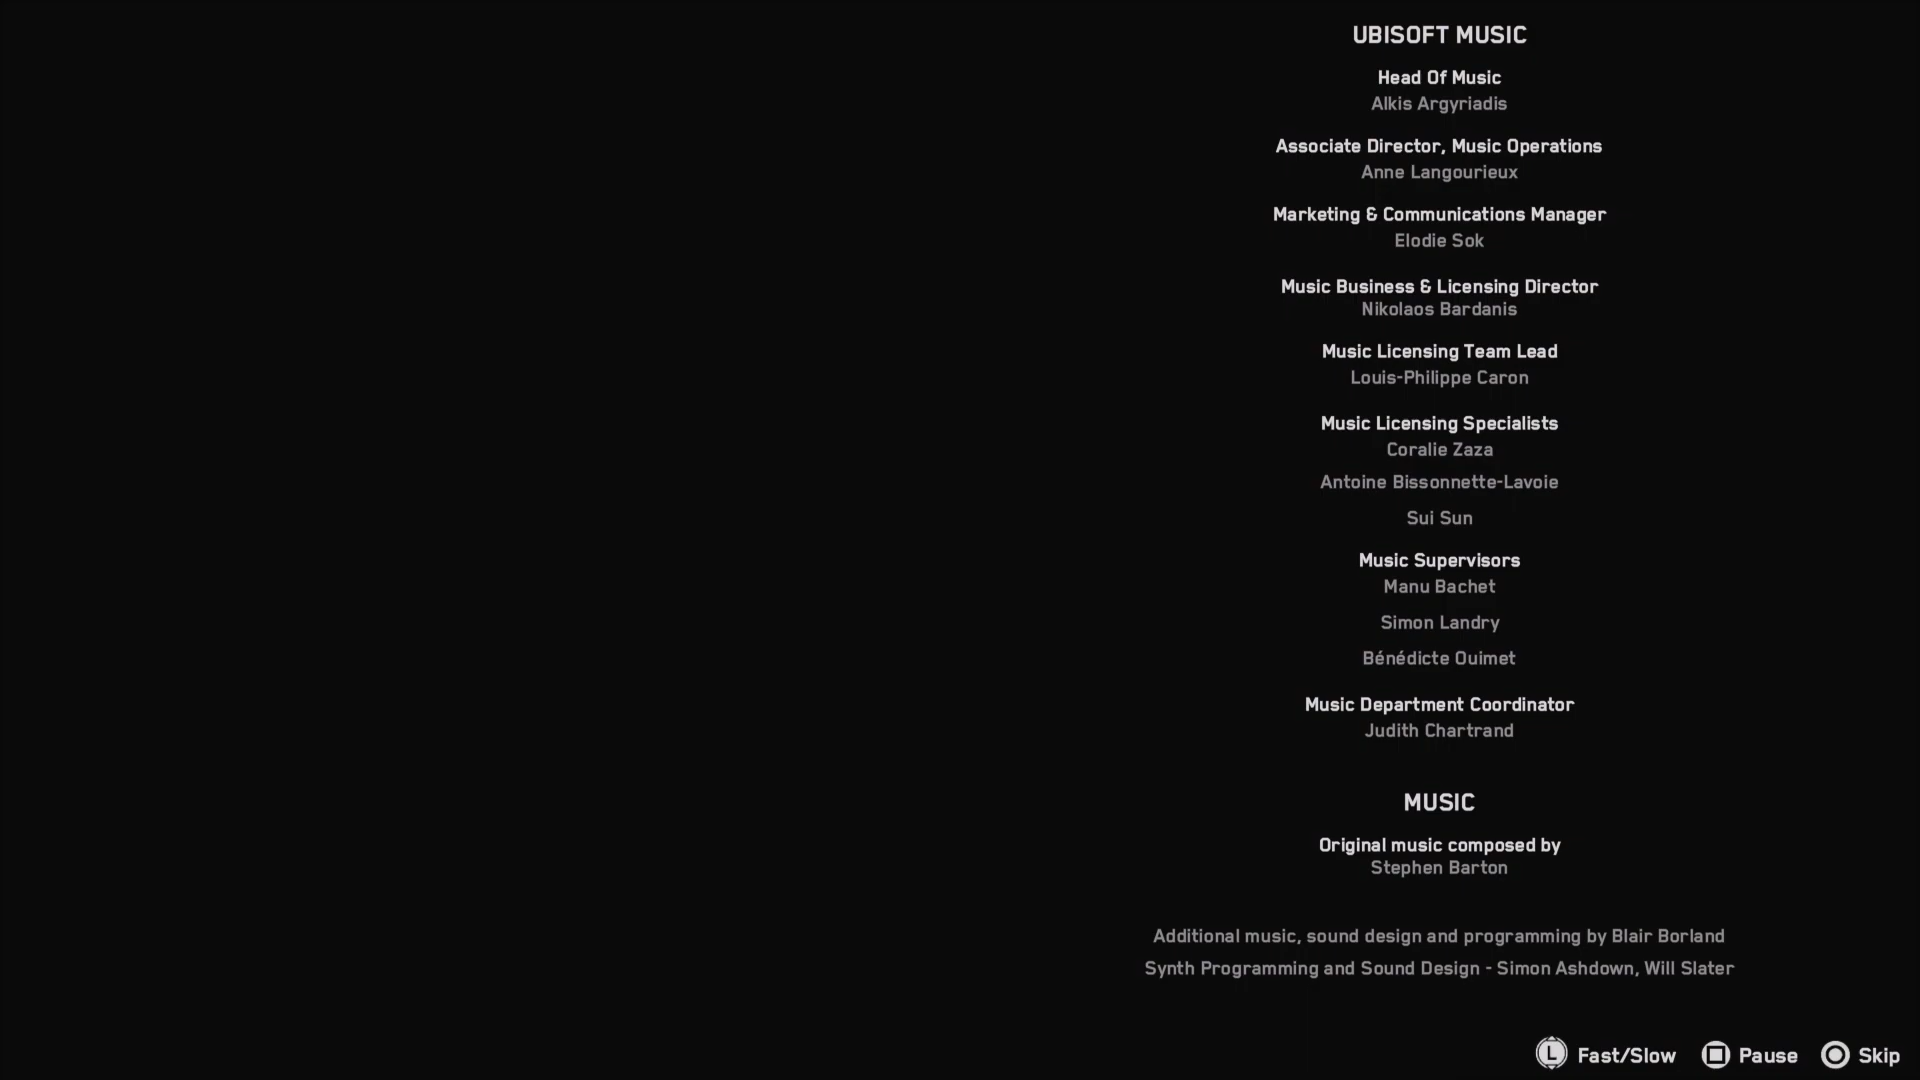 UBISOFT MUSIC
Head Of Music
Alkis Argyriadis
Associate Director, Music Operations
Anne Langourieux
Marketing & Communications Manager
Elodie Sok
Music Business & Licensing Director
Nikolaos Bardanis
Music Licensing Team Lead
Louis-Philippe Caron
Music Licensing Specialists
Coralie Zaza
Antoine Bissonnette-Lavoie
Sui Sun
Music Supervisors
Manu Bachet
Simon Landry
Bénédicte Ouimet
Music Department Coordinator
Judith Chartrand
MUSIC
Original music composed by
Stephen Barton
Additional music, sound design and programming by Blair Borland
Synth Programming and Sound Design - Simon Ashdown, Will Slater
L Fast/Slow Pause Skip